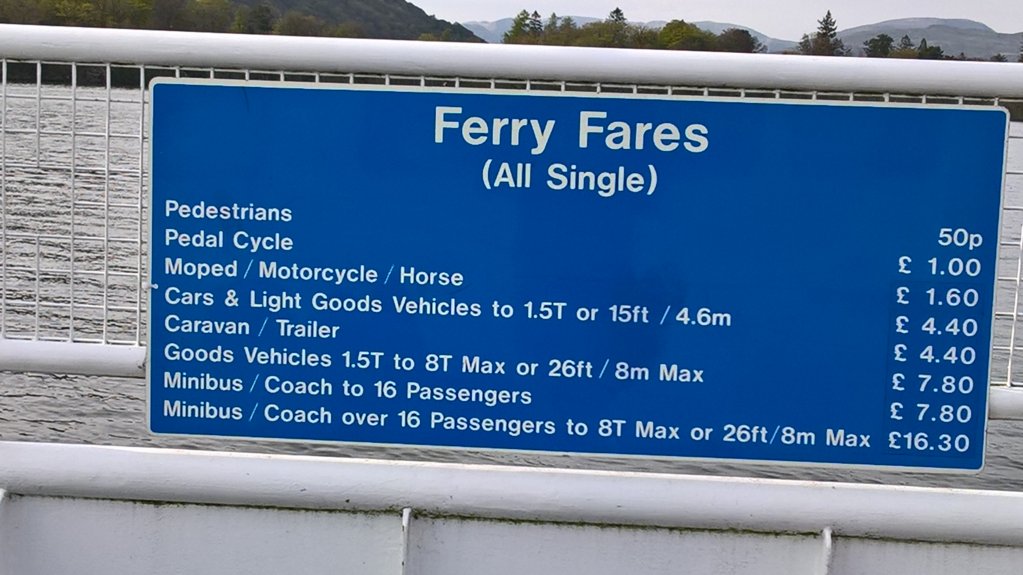 Ferry Fares
(All Single)
Pedestrians 50p
Pedal Cycle £ 1.00
Moped / Motorcycle / Horse £ 1.60
Cars & Light Goods Vehicles to 1.5T or 15ft / 4.6m £ 4.40
Caravan / Trailer £ 4.40
Goods Vehicles 1.5T to 8T Max or 26ft / 8m Max £ 7.80
Minibus / Coach to 16 Passengers £ 7.80
Minibus / Coach over 16 Passengers to 8T Max or 26ft/8m Max £16.30